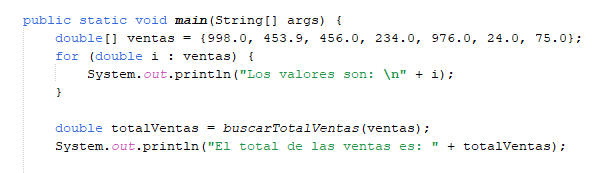 public static void main(String[] args) {
double[] ventas = {998.0, 453.9, 456.0, 234.0, 976.0, 24.0, 75.0};
for (double i : ventas) {
System.out.println("Los valores son: \n" + i);
}
double totalVentas = buscarTotalVentas(ventas);
System.out.println("El total de las ventas es: " + totalVentas);